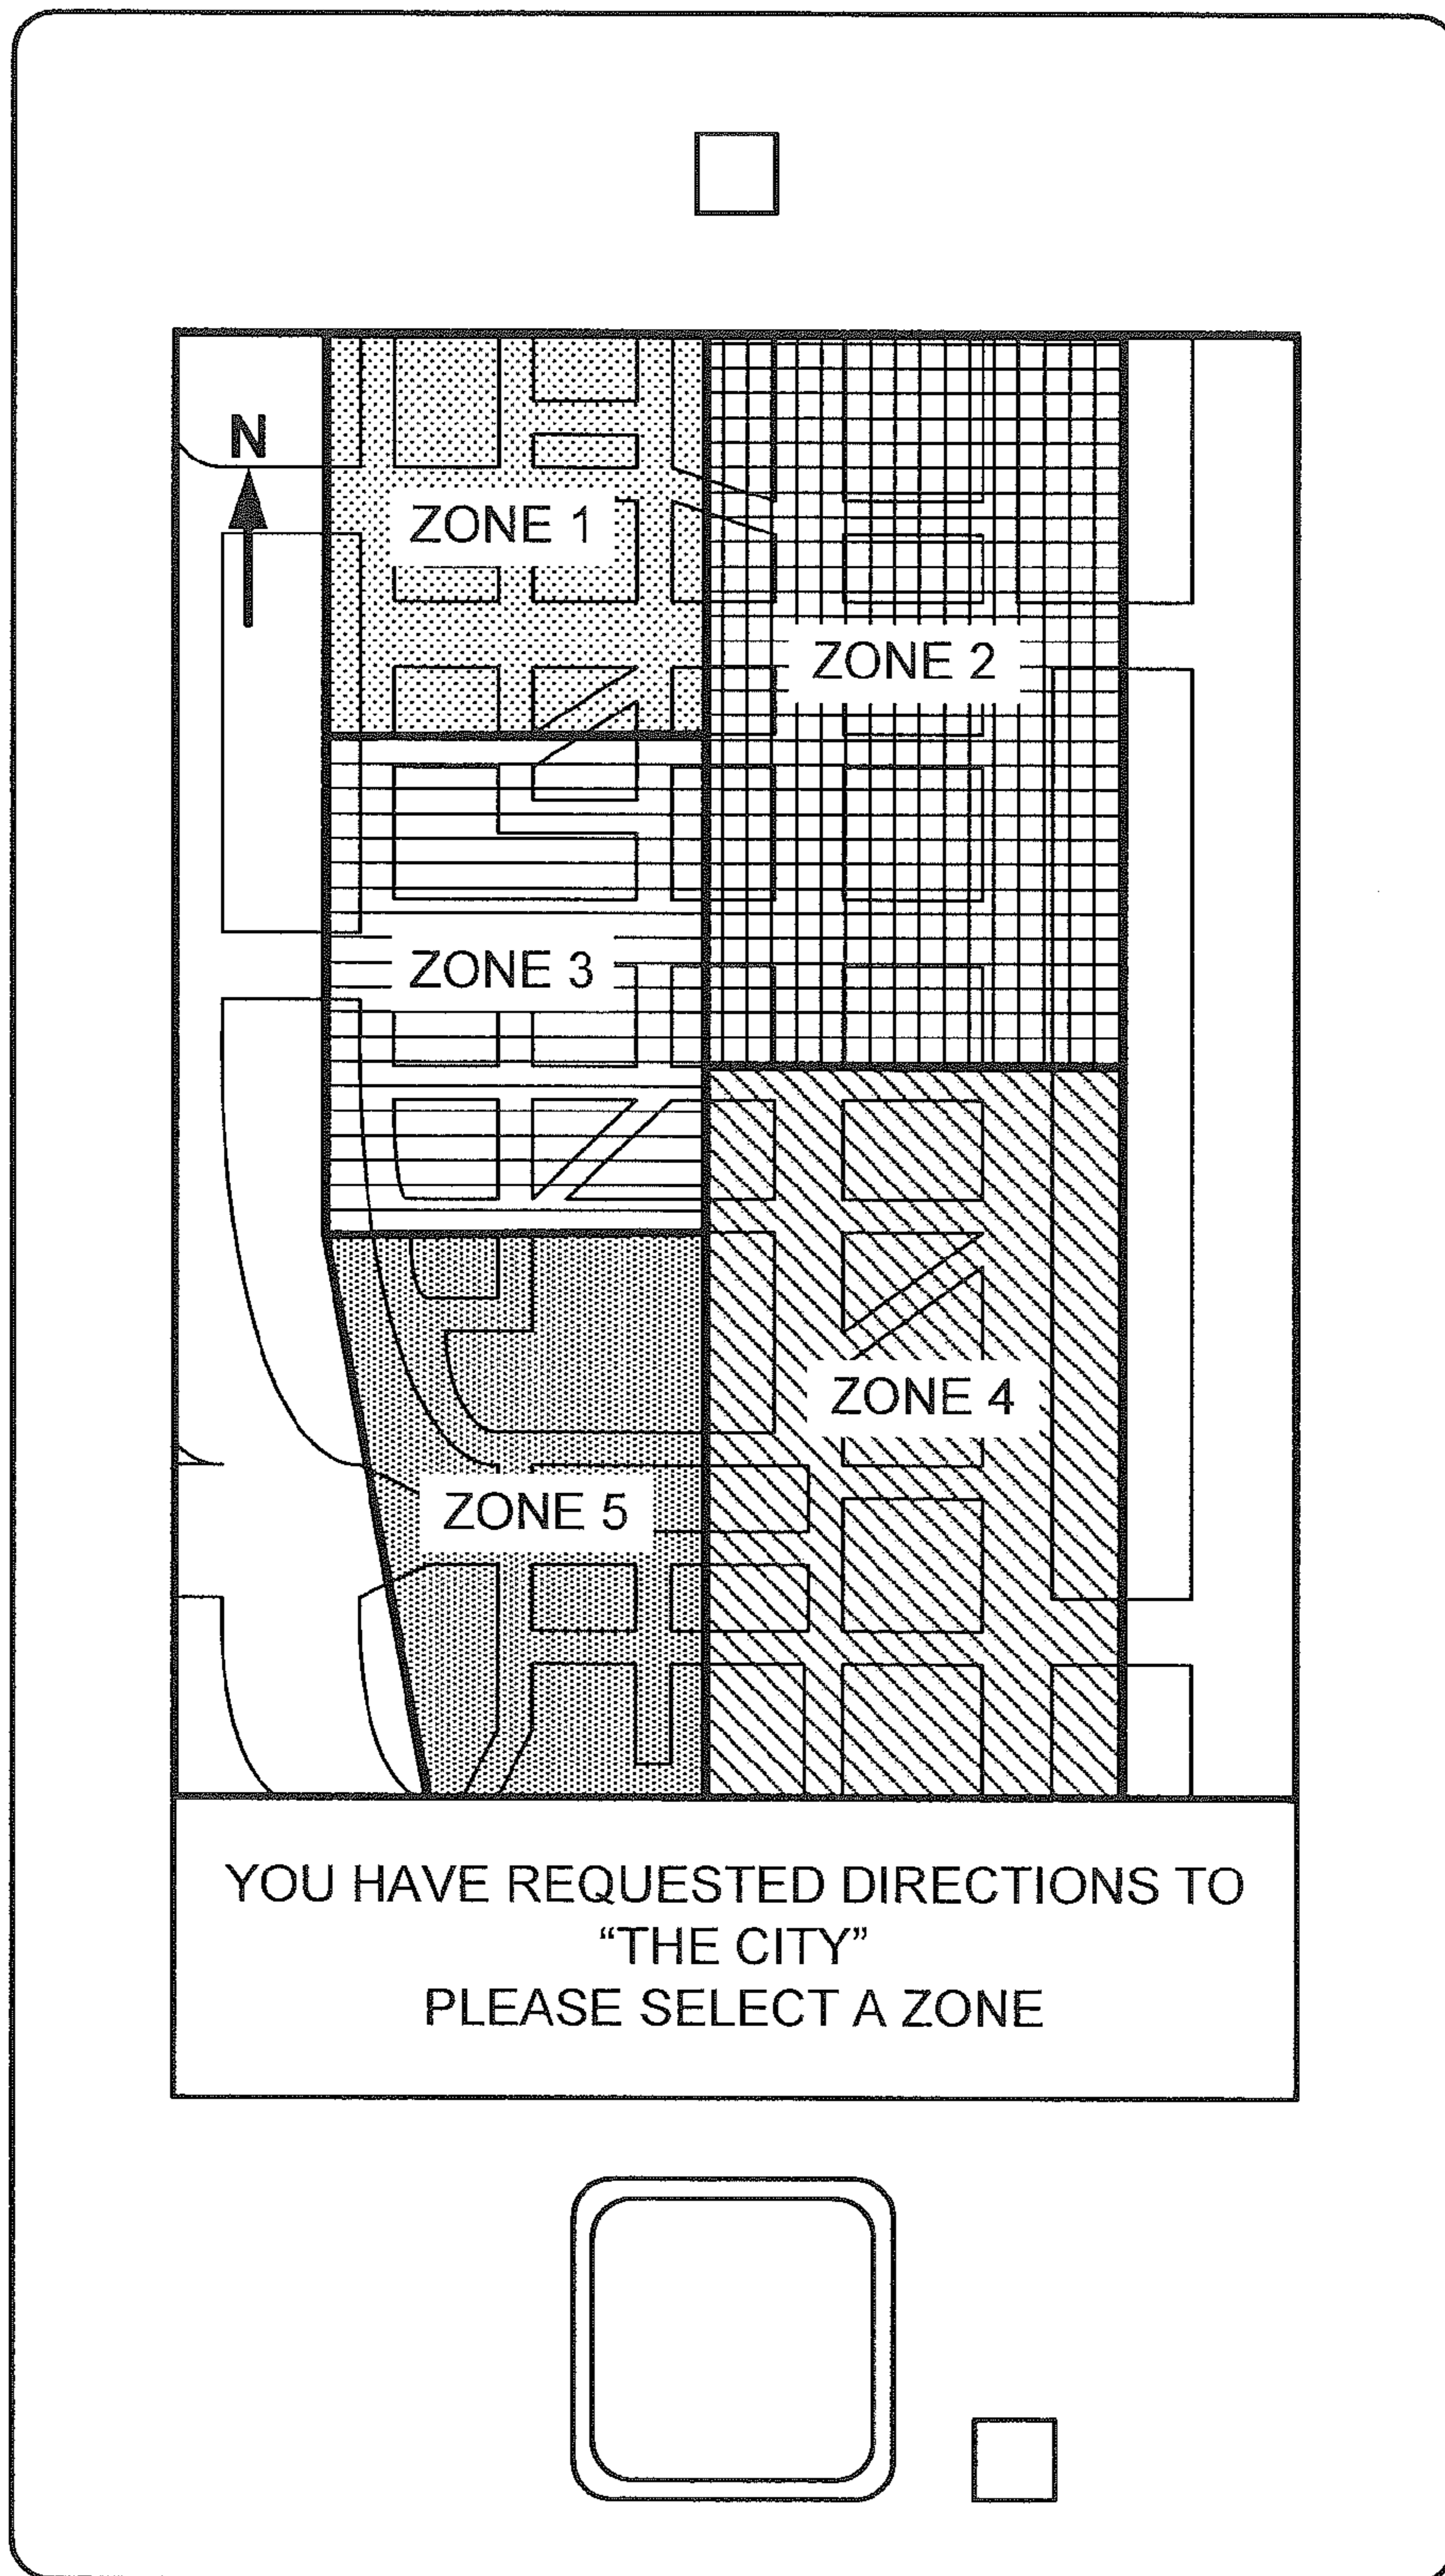 N
ZONE 1
ZONE 2
ZONE 3
ZONE 4
ZONE 5
YOU HAVE REQUESTED DIRECTIONS TO
“THE CITY”
PLEASE SELECT A ZONE